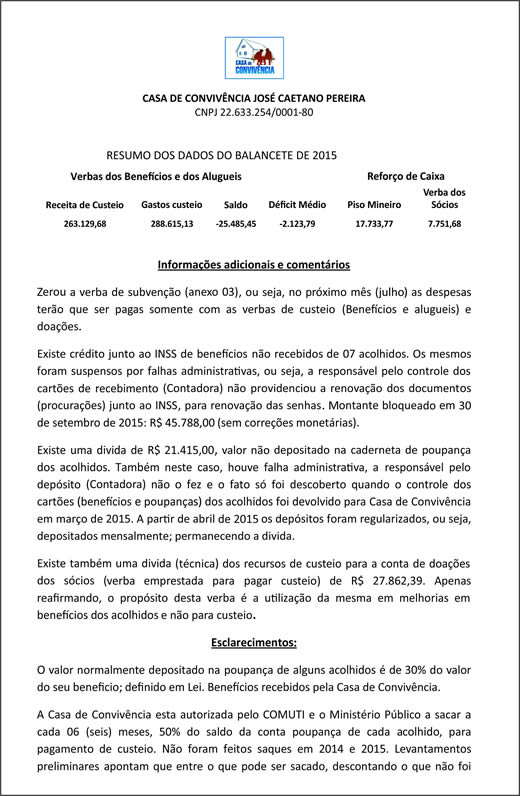 CASA de
CONVIVÊNCIA
CASA DE CONVIVÊNCIA JOSÉ CAETANO PEREIRA
CNPJ 22.633.254/0001-80
RESUMO DOS DADOS DO BALANCETE DE 2015
Verbas dos Benefícios e dos Alugueis Reforço de Caixa
Receita de Custeio Gastos custeio Saldo Déficit Médio Piso Mineiro Verba dos Sócios
263.129,68 288.615,13 -25.485,45 -2.123,79 17.733,77 7.751,68
Informações adicionais e comentários
Zerou a verba de subvenção (anexo 03), ou seja, no próximo mês (julho) as despesas
terão que ser pagas somente com as verbas de custeio (Benefícios e alugueis) e
doações.
Existe crédito junto ao INSS de benefícios não recebidos de 07 acolhidos. Os mesmos
foram suspensos por falhas administrativas, ou seja, a responsável pelo controle dos
cartões de recebimento (Contadora) não providenciou a renovação dos documentos
(procurações) junto ao INSS, para renovação das senhas. Montante bloqueado em 30
de setembro de 2015: R$ 45.788,00 (sem correções monetárias).
Existe uma divida de R$ 21.415,00, valor não depositado na caderneta de poupança
dos acolhidos. Também neste caso, houve falha administrativa, a responsável pelo
depósito (Contadora) não o fez e o fato só foi descoberto quando o controle dos
cartões (benefícios e poupanças) dos acolhidos foi devolvido para Casa de Convivência
em março de 2015. A partir de abril de 2015 os depósitos foram regularizados, ou seja,
depositados mensalmente; permanecendo a divida.
Existe também uma divida (técnica) dos recursos de custeio para a conta de doações
dos sócios (verba emprestada para pagar custeio) de R$ 27.862,39. Apenas
reafirmando, o propósito desta verba é a utilização da mesma em melhorias em
benefícios dos acolhidos e não para custeio.
Esclarecimentos:
O valor normalmente depositado na poupança de alguns acolhidos é de 30% do valor
do seu beneficio; definido em Lei. Benefícios recebidos pela Casa de Convivência.
A Casa de Convivência esta autorizada pelo COMUTI e o Ministério Público a sacar a
cada 06 (seis) meses, 50% do saldo da conta poupança de cada acolhido, para
pagamento de custeio. Não foram feitos saques em 2014 e 2015. Levantamentos
preliminares apontam que entre o que pode ser sacado, descontando o que não foi